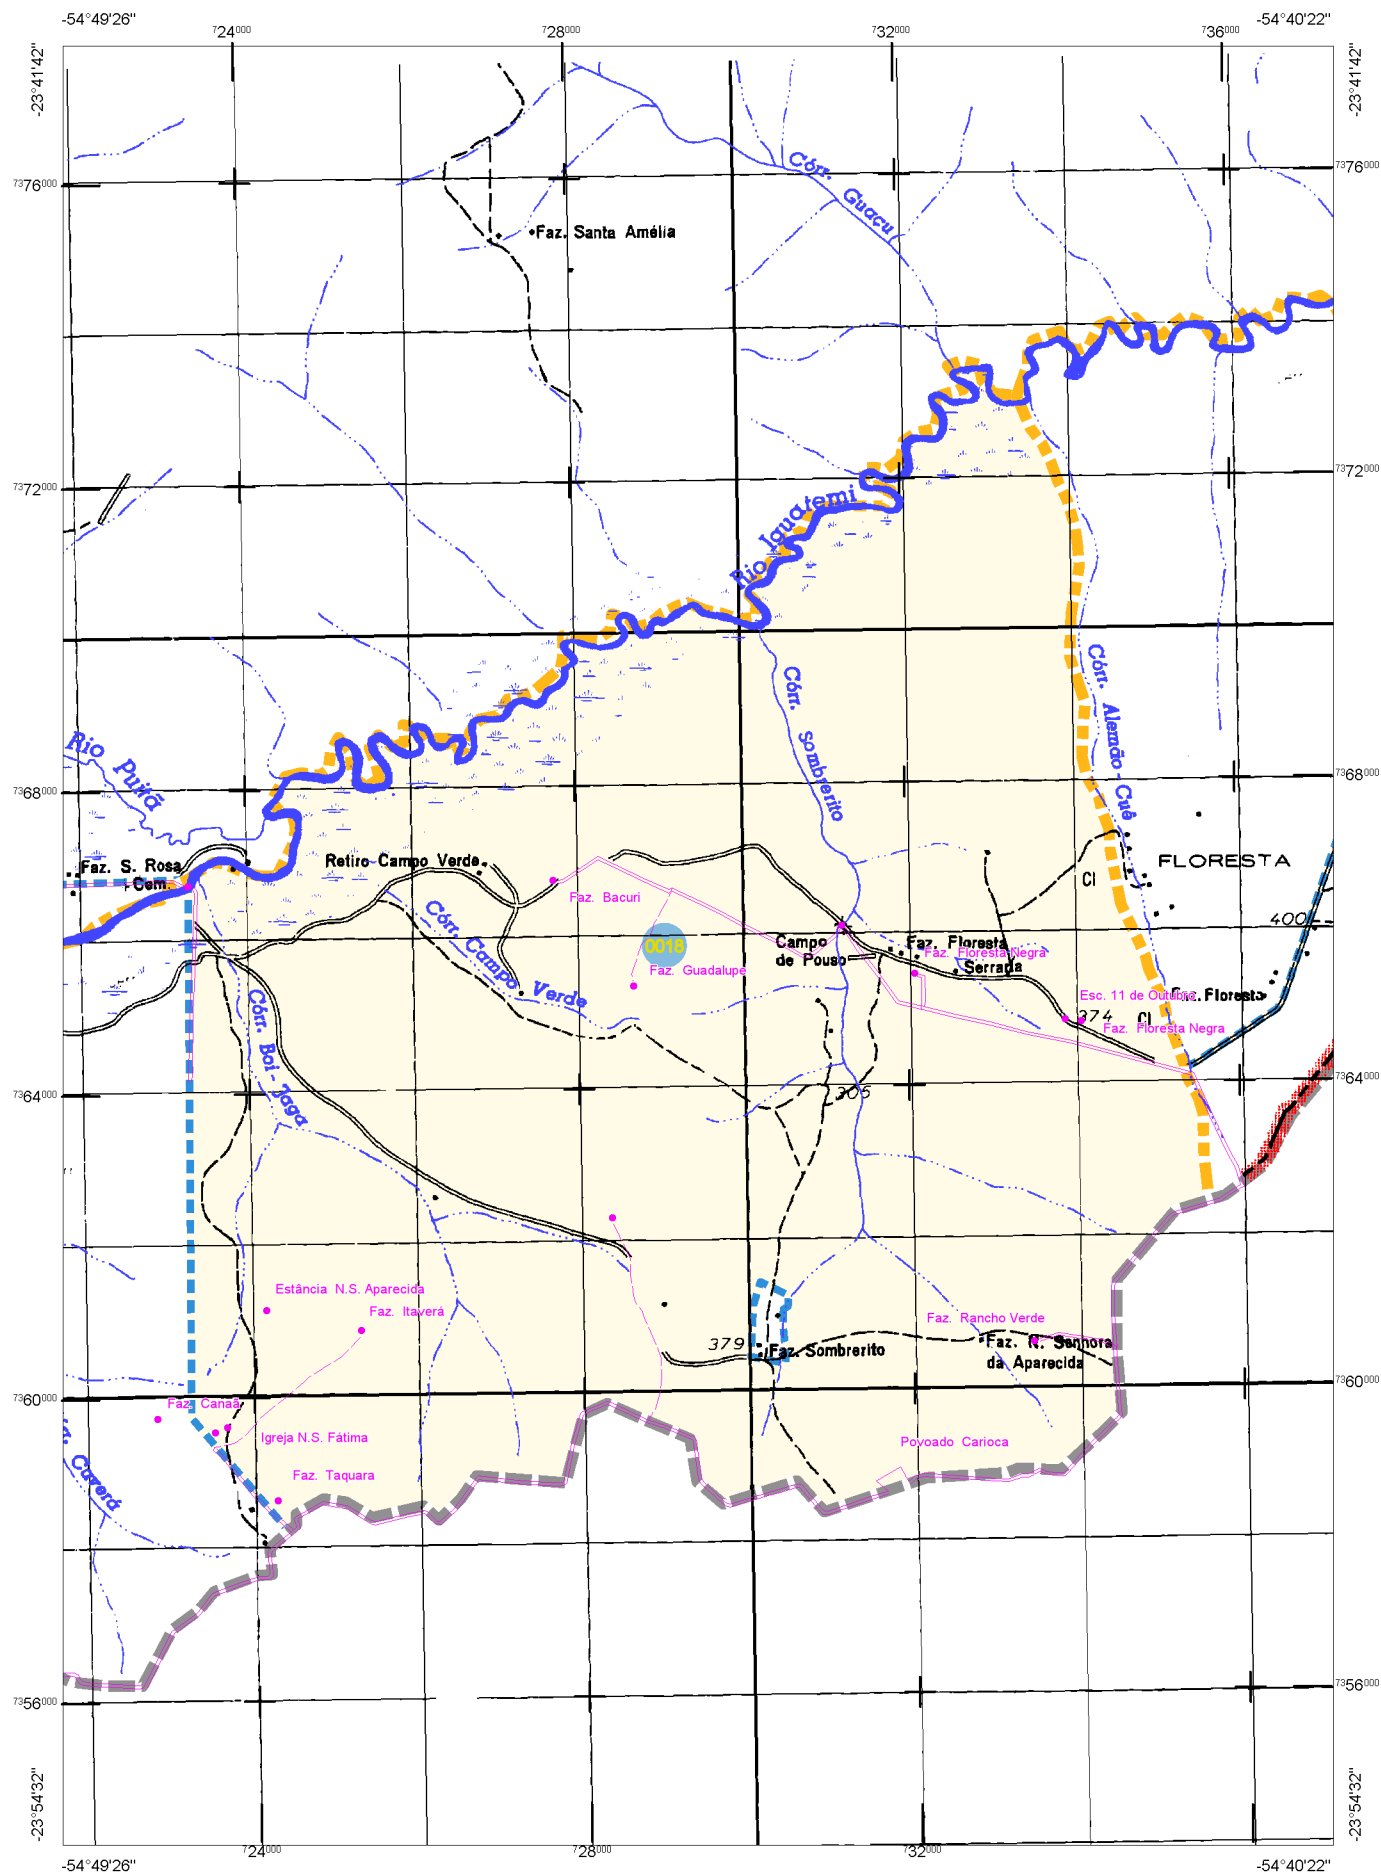 -54°49'26"
724000
728000
732000
736000
-54°40'22"
-23°41'42"
-23°41'42"
7376000
7376000
Córr. Guaçu
Faz. Santa Amélia
7372000
7372000
Rio Iguatemi
Córr. Sombrerito
Córr. Alemão-Cuê
Rio Puitã
7368000
7368000
Faz. S. Rosa
Cem.
Retiro Campo Verde
FLORESTA
CI
Faz. Bacuri
400
Córr. Campo Verde
0018
Campo
de Pouso
Faz. Floresta
Faz. Floresta Negra
Serrada
Faz. Guadalupe
Esc. 11 de Outubro
Faz. Floresta
374
CI
Faz. Floresta Negra
Córr. Boi-Jaga
7364000
7364000
305
Estância N.S. Aparecida
Faz. Itaverá
Faz. Rancho Verde
379
Faz. Sombrerito
Faz. N. Senhora
da Aparecida
7360000
7360000
Faz. Canaã
Igreja N.S. Fátima
Povoado Carioca
Faz. Taquara
Caverá
7356000
7356000
-23°54'32"
-23°54'32"
-54°49'26"
724000
728000
732000
-54°40'22"